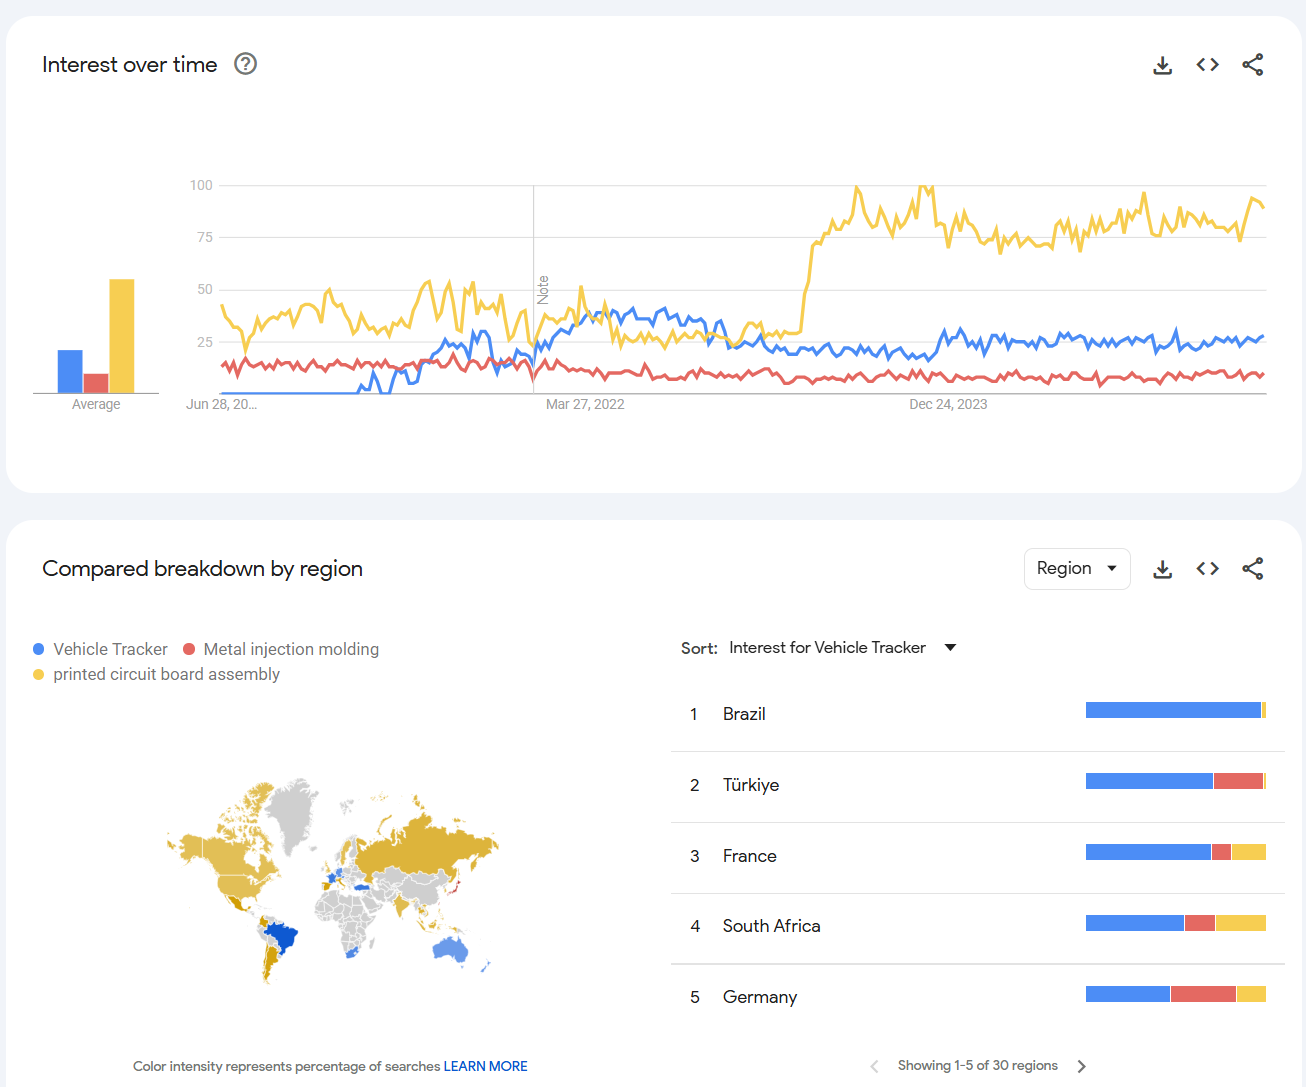 Interest over time
100
75
50
25
Note
Average
Jun 28, 20...
Mar 27, 2022
Dec 24, 2023
Compared breakdown by region
Region
Vehicle Tracker
Metal injection molding
printed circuit board assembly
Sort: Interest for Vehicle Tracker
1 Brazil
2 Türkiye
3 France
4 South Africa
5 Germany
Color intensity represents percentage of searches LEARN MORE
Showing 1-5 of 30 regions